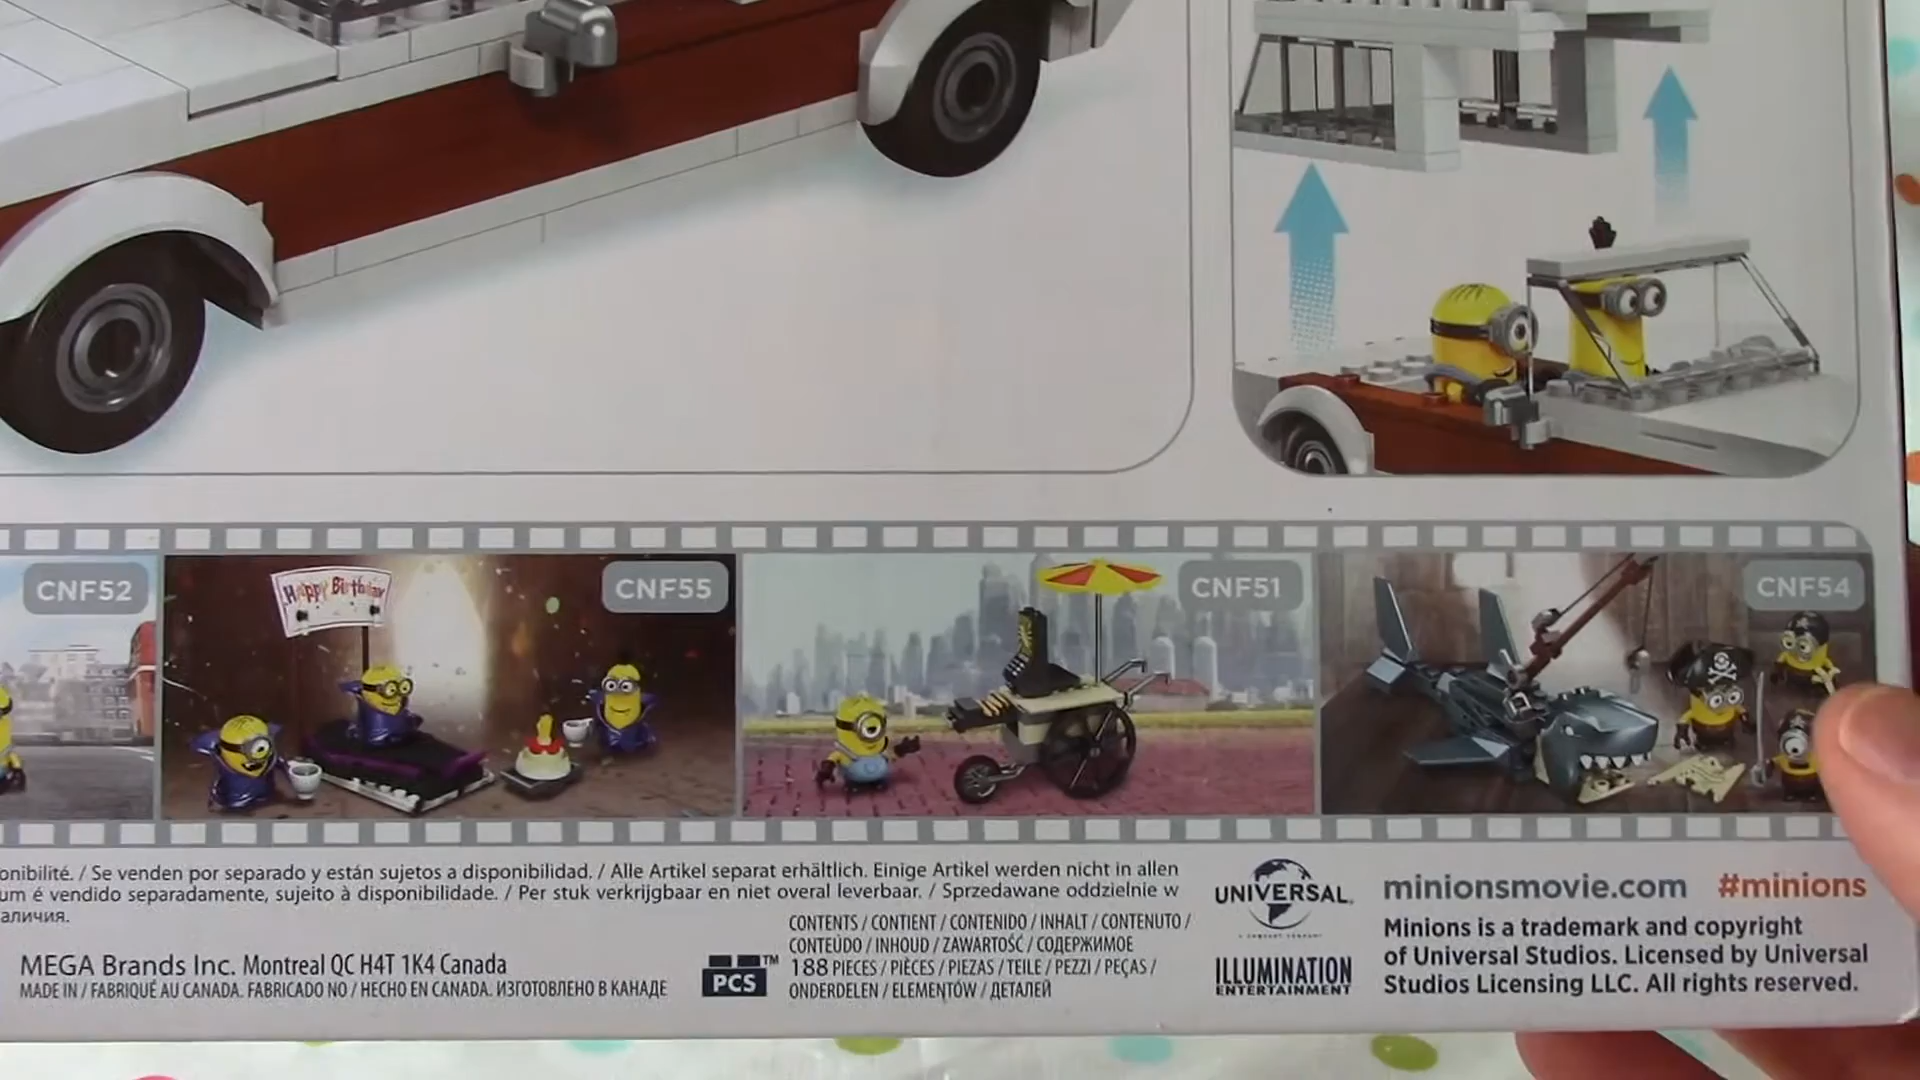 CNF52
Happy Birthday
CNF55
CNF51
CNF54
onibilité. / Se venden por separado y están sujetos a disponibilidad. / Alle Artikel separat erhältlich. Einige Artikel werden nicht in allen
um é vendido separadamente, sujeito à disponibilidade. / Per stuk verkrijgbaar en niet overal leverbaar. / Sprzedawane oddzielnie w
аличия.
MEGA Brands Inc. Montreal QC H4T 1K4 Canada
MADE IN / FABRIQUÉ AU CANADA. FABRICADO NO / HECHO EN CANADA. ИЗГОТОВЛЕНО В КАНАДЕ
PCS™
CONTENTS / CONTIENT / CONTENIDO / INHALT / CONTENUTO /
CONTEÚDO / INHOUD / ZAWARTOŚĆ / СОДЕРЖИМОЕ
188 PIECES / PIÈCES / PIEZAS / TEILE / PEZZI / PEÇAS /
ONDERDELEN / ELEMENTÓW / ДЕТАЛЕЙ
UNIVERSAL
ILLUMINATION
ENTERTAINMENT
minionsmovie.com #minions
Minions is a trademark and copyright
of Universal Studios. Licensed by Universal
Studios Licensing LLC. All rights reserved.